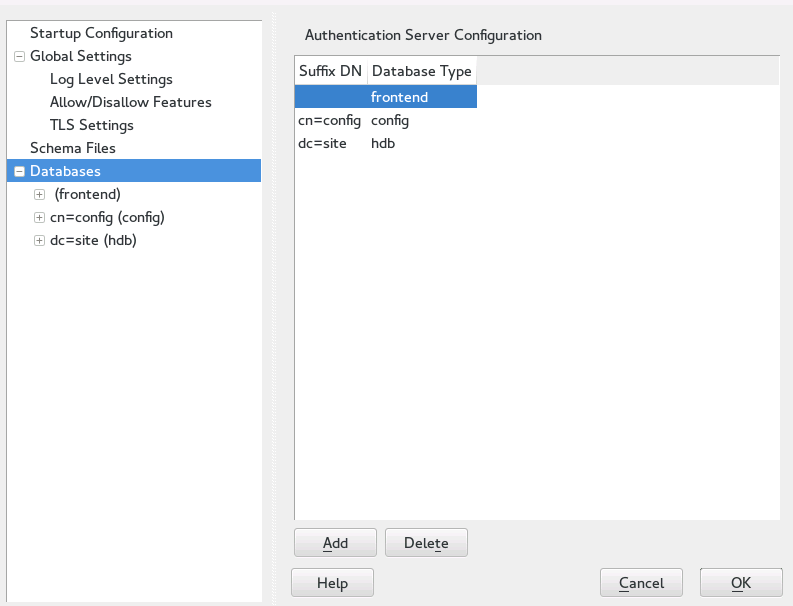 Startup Configuration
Global Settings
Log Level Settings
Allow/Disallow Features
TLS Settings
Schema Files
Databases
(frontend)
cn=config (config)
dc=site (hdb)
Authentication Server Configuration
Suffix DN Database Type
frontend
cn=config config
dc=site hdb
Add Delete
Help Cancel OK